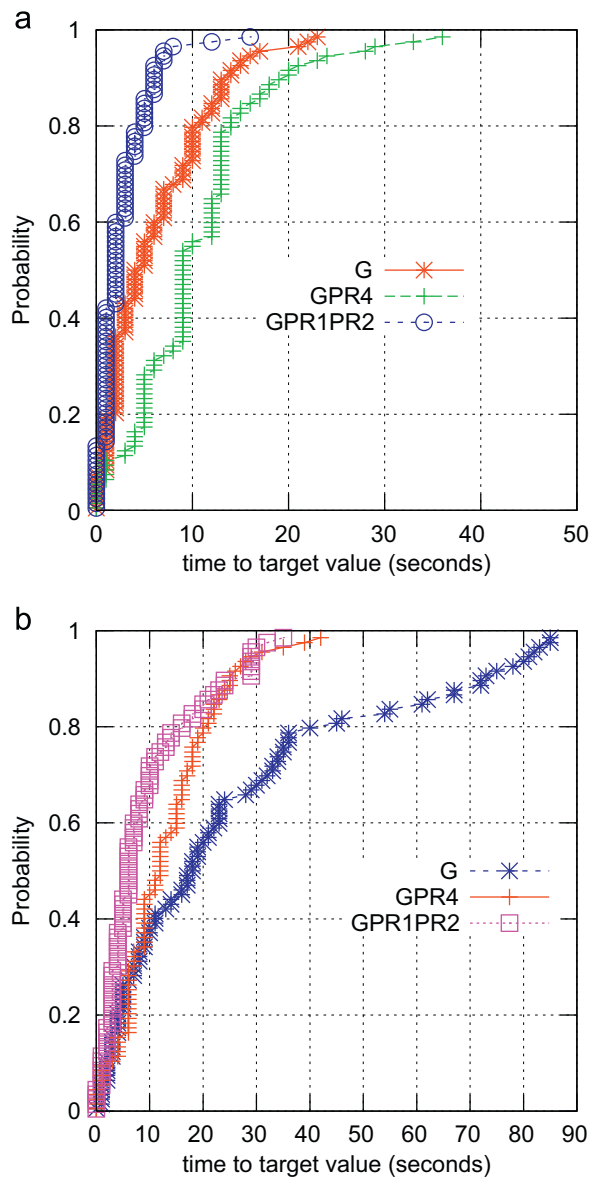 a
1
0.8
0.6
0.4
0.2
0
Probability
G
GPR4
GPR1PR2
0 10 20 30 40 50
time to target value (seconds)
b
1
0.8
0.6
0.4
0.2
0
Probability
G
GPR4
GPR1PR2
0 10 20 30 40 50 60 70 80 90
time to target value (seconds)